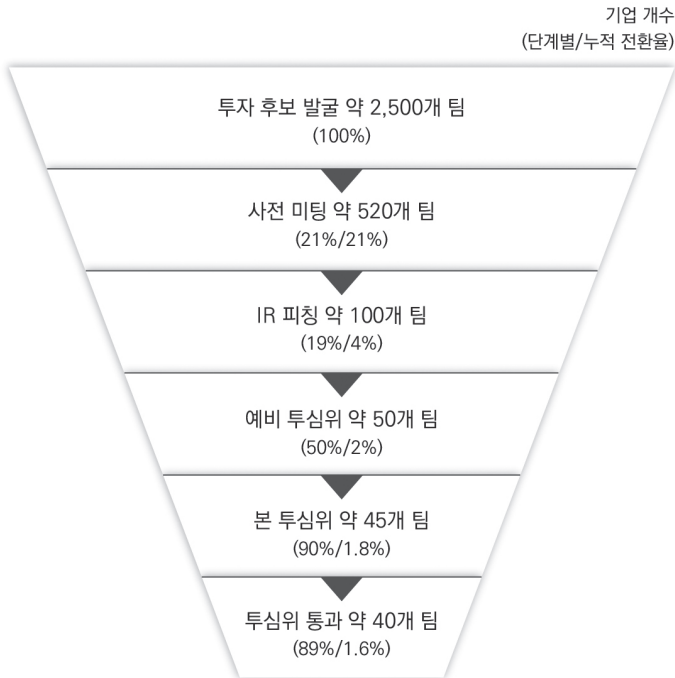 기업 개수
(단계별/누적 전환율)
투자 후보 발굴 약 2,500개 팀
(100%)
사전 미팅 약 520개 팀
(21%/21%)
IR 피칭 약 100개 팀
(19%/4%)
예비 투심위 약 50개 팀
(50%/2%)
본 투심위 약 45개 팀
(90%/1.8%)
투심위 통과 약 40개 팀
(89%/1.6%)